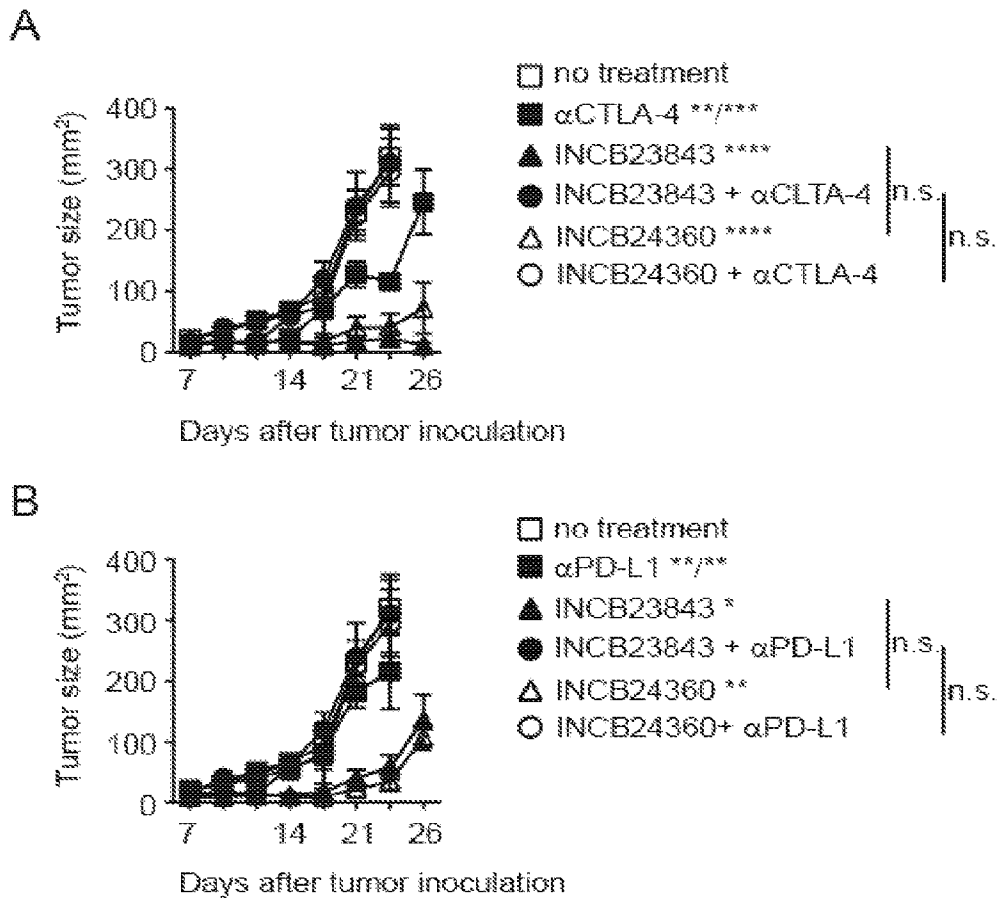 A
□ no treatment
■ αCTLA-4 **/***
▲ INCB23843 ****
● INCB23843 + αCLTA-4
△ INCB24360 ****
○ INCB24360 + αCTLA-4
n.s.
n.s.
Tumor size (mm²)
400
300
200
100
0
7 14 21 26
Days after tumor inoculation
B
□ no treatment
■ αPD-L1 **/**
▲ INCB23843 *
● INCB23843 + αPD-L1
△ INCB24360 **
○ INCB24360+ αPD-L1
n.s.
n.s.
Tumor size (mm²)
400
300
200
100
0
7 14 21 26
Days after tumor inoculation